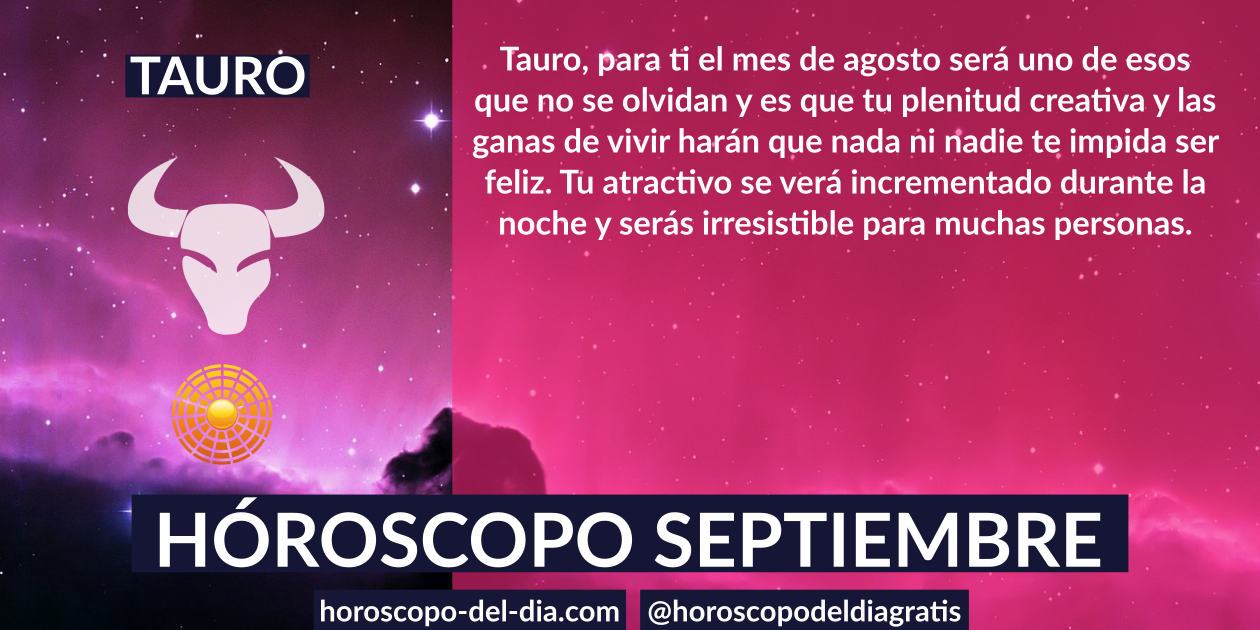 TAURO
Tauro, para ti el mes de agosto será uno de esos
que no se olvidan y es que tu plenitud creativa y las
ganas de vivir harán que nada ni nadie te impida ser
feliz. Tu atractivo se verá incrementado durante la
noche y serás irresistible para muchas personas.
HÓROSCOPO SEPTIEMBRE
horoscopo-del-dia.com
@horoscopodeldiagratis